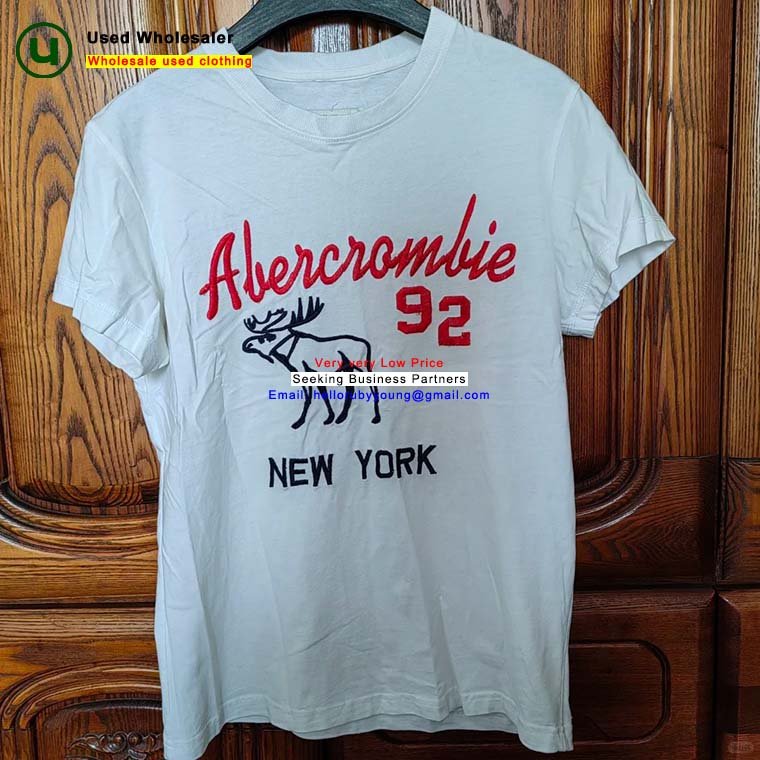 Used Wholesaler
Wholesale used clothing
Abercrombie
92
Very very Low Price
Seeking Business Partners
Email: hellorubyyoung@gmail.com
NEW YORK